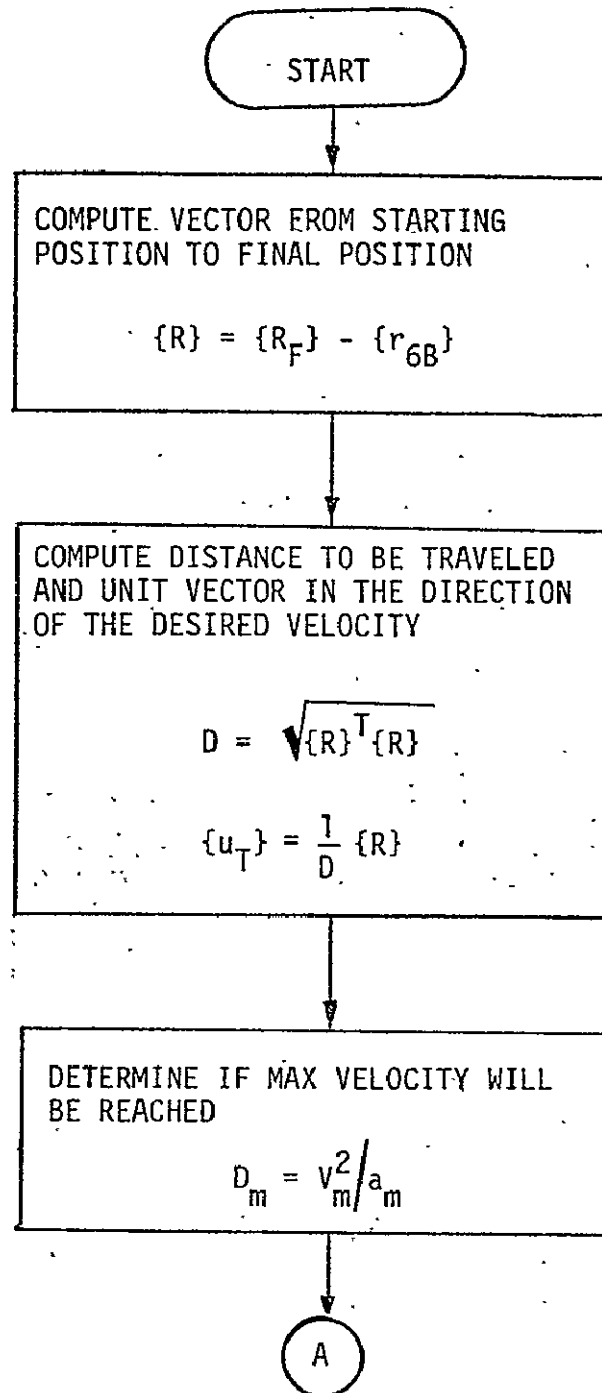 START
COMPUTE VECTOR EROM STARTING
POSITION TO FINAL POSITION
{R} = {R_F} - {r_6B}
COMPUTE DISTANCE TO BE TRAVELED
AND UNIT VECTOR IN THE DIRECTION
OF THE DESIRED VELOCITY
D = √{R}^T{R}
{u_T} = 1/D {R}
DETERMINE IF MAX VELOCITY WILL
BE REACHED
D_m = V_m^2/a_m
A